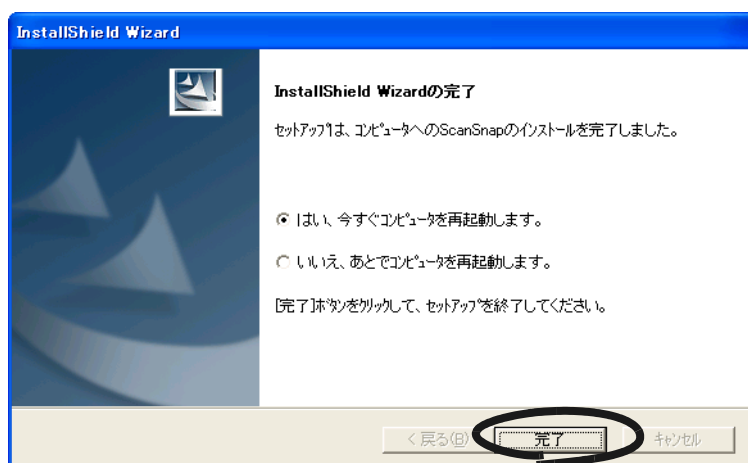 InstallShield Wizard
InstallShield Wizardの完了
セットアップは、コンピュータへのScanSnapのインストールを完了しました。
はい、今すぐコンピュータを再起動します。
いいえ、あとでコンピュータを再起動します。
[完了]ボタンをクリックして、セットアップを終了してください。
< 戻る(B)
完了
キャンセル